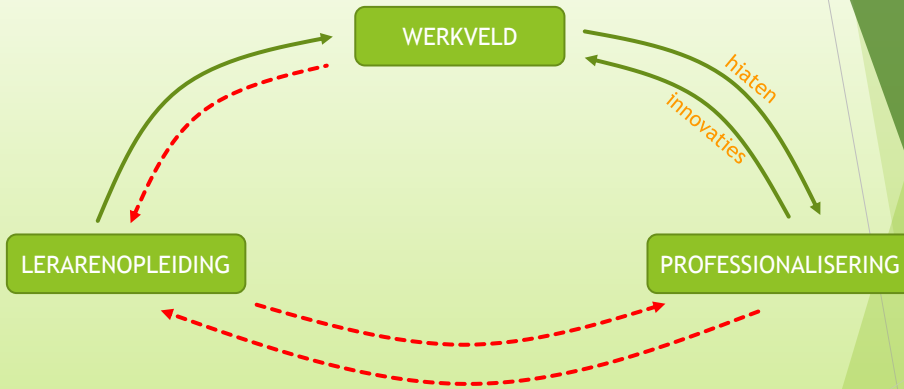 WERKVELD
hiaten
innovaties
LERARENOPLEIDING
PROFESSIONALISERING